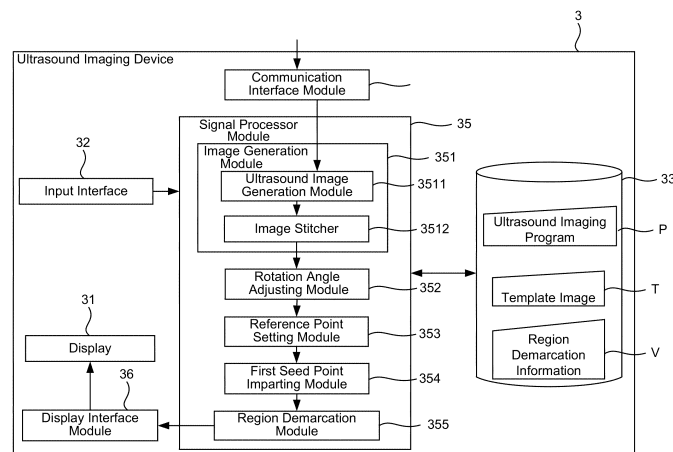 3
Ultrasound Imaging Device
Communication
Interface Module
35
Signal Processor
Module
32
Image Generation
Module
351
33
Input Interface
Ultrasound Image
Generation Module
3511
Ultrasound Imaging
Program
P
Image Stitcher
3512
Rotation Angle
Adjusting Module
352
Template Image
T
31
Display
Reference Point
Setting Module
353
Region
Demarcation
Information
V
First Seed Point
Imparting Module
354
36
Display Interface
Module
Region Demarcation
Module
355